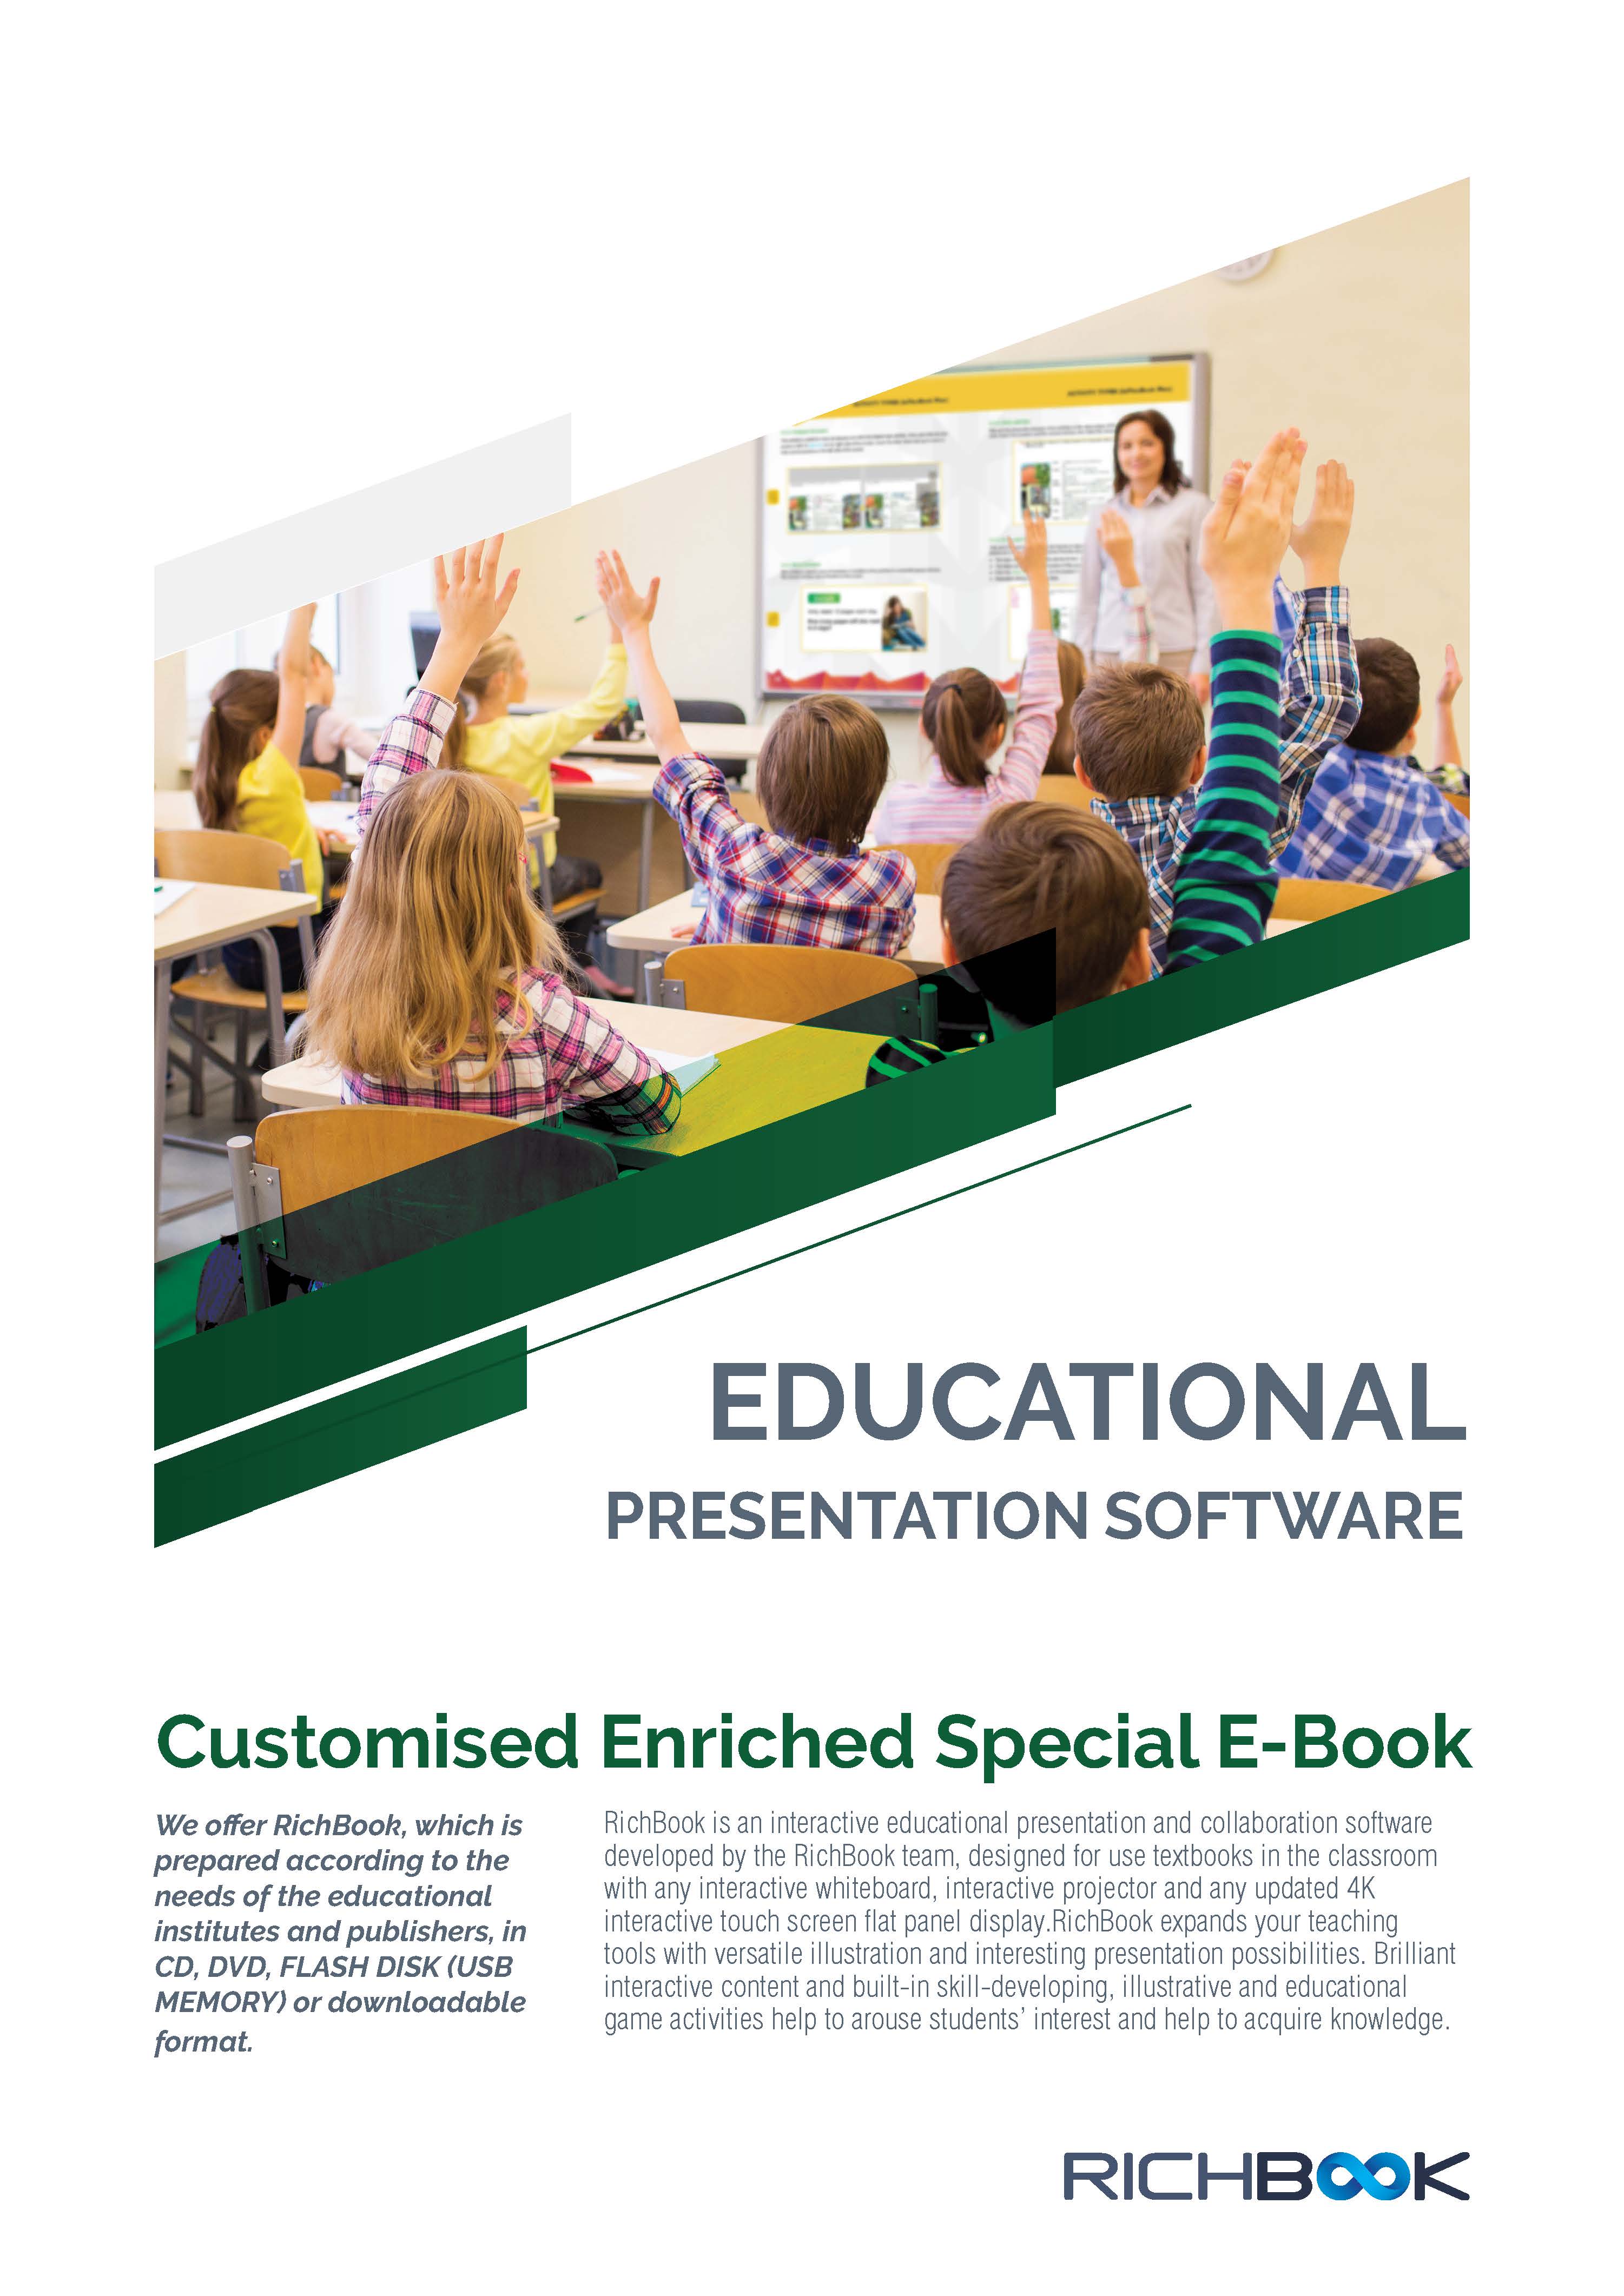 EDUCATIONAL
PRESENTATION SOFTWARE
Customised Enriched Special E-Book
We offer RichBook, which is
prepared according to the
needs of the educational
institutes and publishers, in
CD, DVD, FLASH DISK (USB
MEMORY) or downloadable
format.
RichBook is an interactive educational presentation and collaboration software
developed by the RichBook team, designed for use textbooks in the classroom
with any interactive whiteboard, interactive projector and any updated 4K
interactive touch screen flat panel display.RichBook expands your teaching
tools with versatile illustration and interesting presentation possibilities. Brilliant
interactive content and built-in skill-developing, illustrative and educational
game activities help to arouse students’ interest and help to acquire knowledge.
RICHBOOK